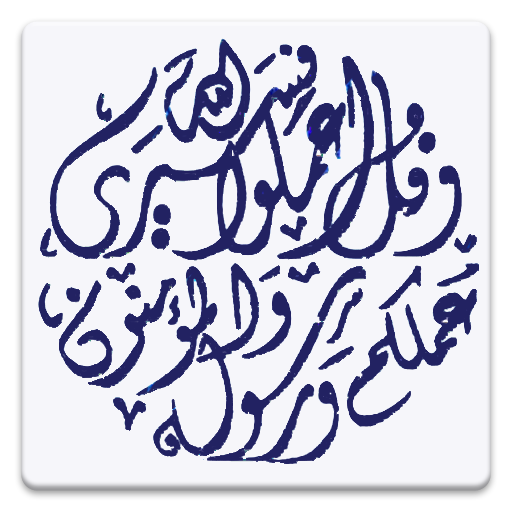 وقل اعملوا فسيرى الله
عملكم ورسوله والمؤمنون